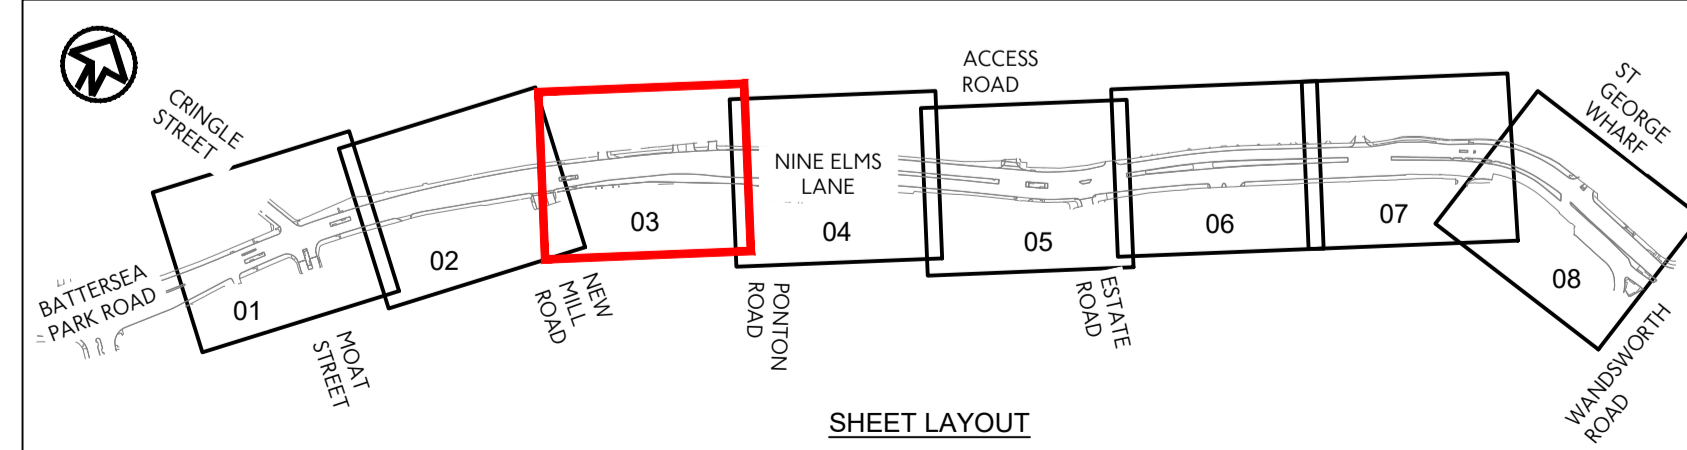 N
CRINGLE
STREET
ACCESS
ROAD
ST
GEORGE
WHARF
NINE ELMS
LANE
BATTERSEA
PARK ROAD
01
02
03
04
05
06
07
08
MOAT
STREET
NEW
MILL
ROAD
PONTON
ROAD
ESTATE
ROAD
WANDSWORTH
ROAD
SHEET LAYOUT